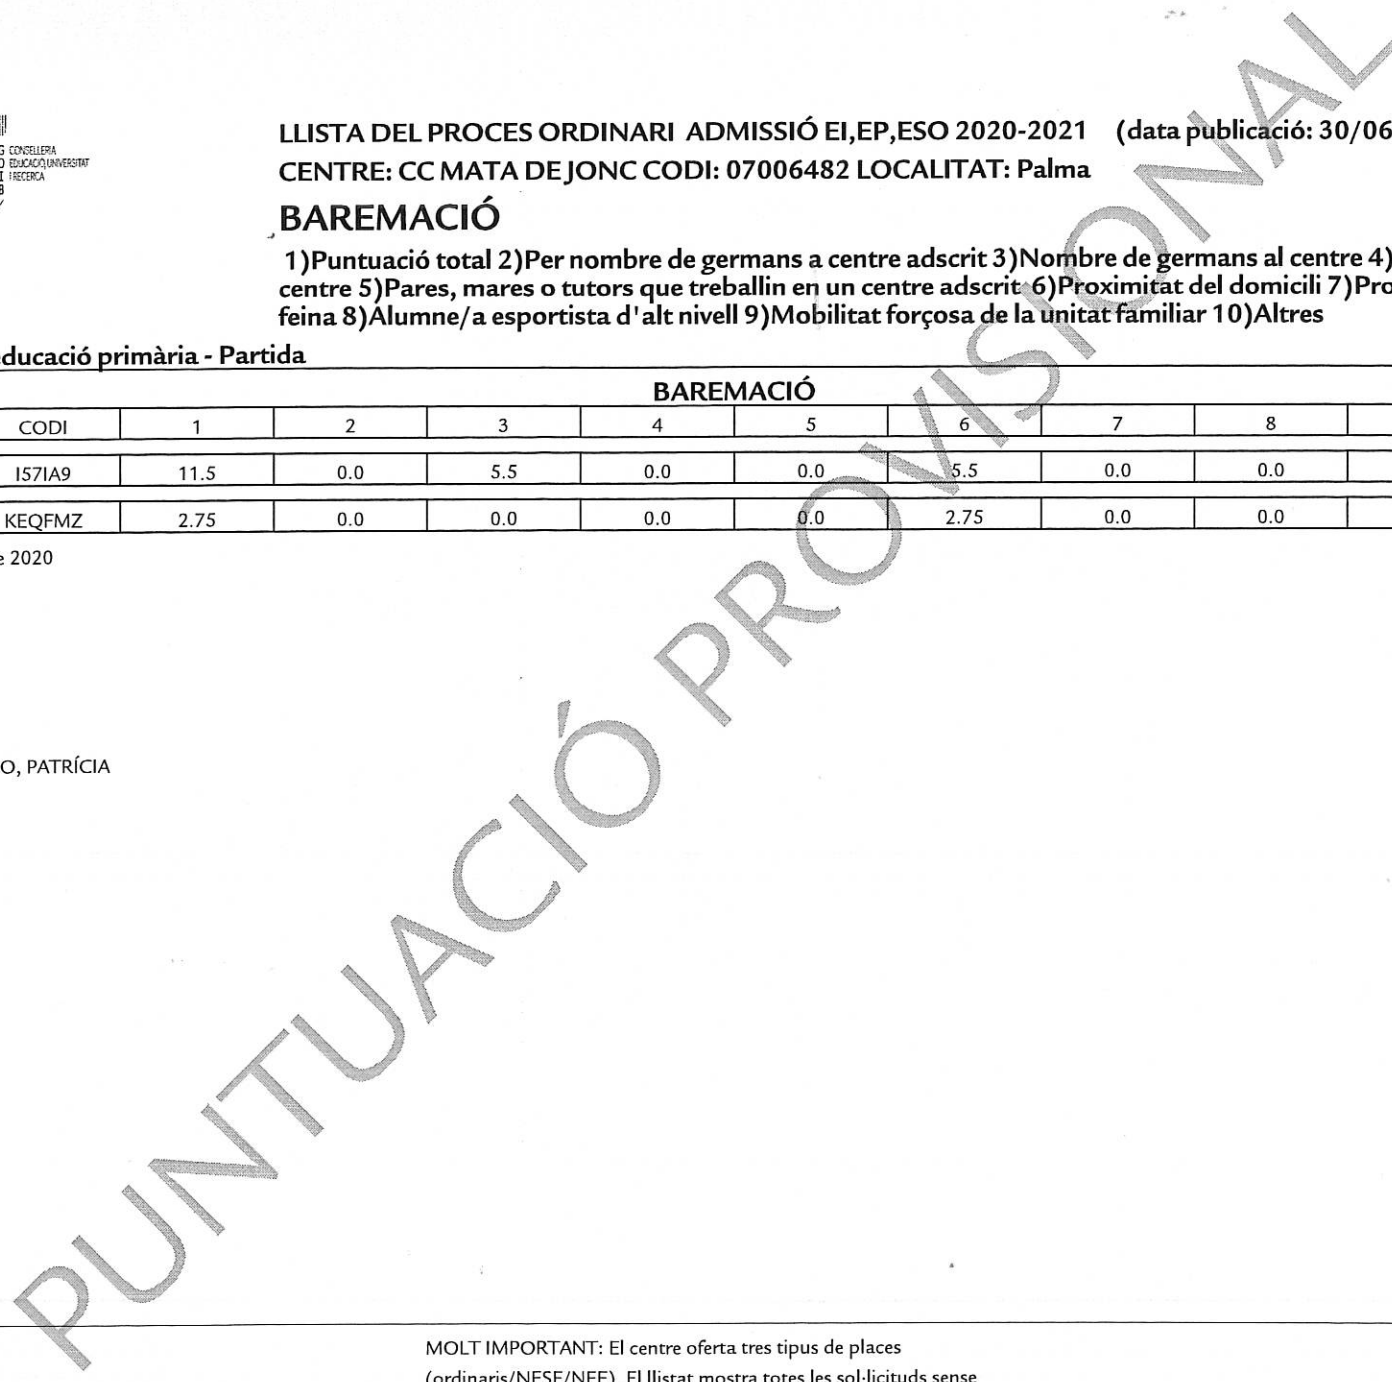 CONSELLERIA
EDUCACIÓ, UNIVERSITAT
I RECERCA
LLISTA DEL PROCES ORDINARI ADMISSIÓ EI,EP,ESO 2020-2021 (data publicació: 30/06
CENTRE: CC MATA DE JONC CODI: 07006482 LOCALITAT: Palma
BAREMACIÓ
1)Puntuació total 2)Per nombre de germans a centre adscrit 3)Nombre de germans al centre 4)
centre 5)Pares, mares o tutors que treballin en un centre adscrit 6)Proximitat del domicili 7)Pro
feina 8)Alumne/a esportista d'alt nivell 9)Mobilitat forçosa de la unitat familiar 10)Altres
educació primària - Partida
BAREMACIÓ
CODI 1 2 3 4 5 6 7 8
I57IA9 11.5 0.0 5.5 0.0 0.0 5.5 0.0 0.0
KEQFMZ 2.75 0.0 0.0 0.0 0.0 2.75 0.0 0.0
e 2020
O, PATRÍCIA
PUNTUACIÓ PROVISIONAL
MOLT IMPORTANT: El centre oferta tres tipus de places
(ordinaris/NESE/NEE). El llistat mostra totes les sol·licituds sense